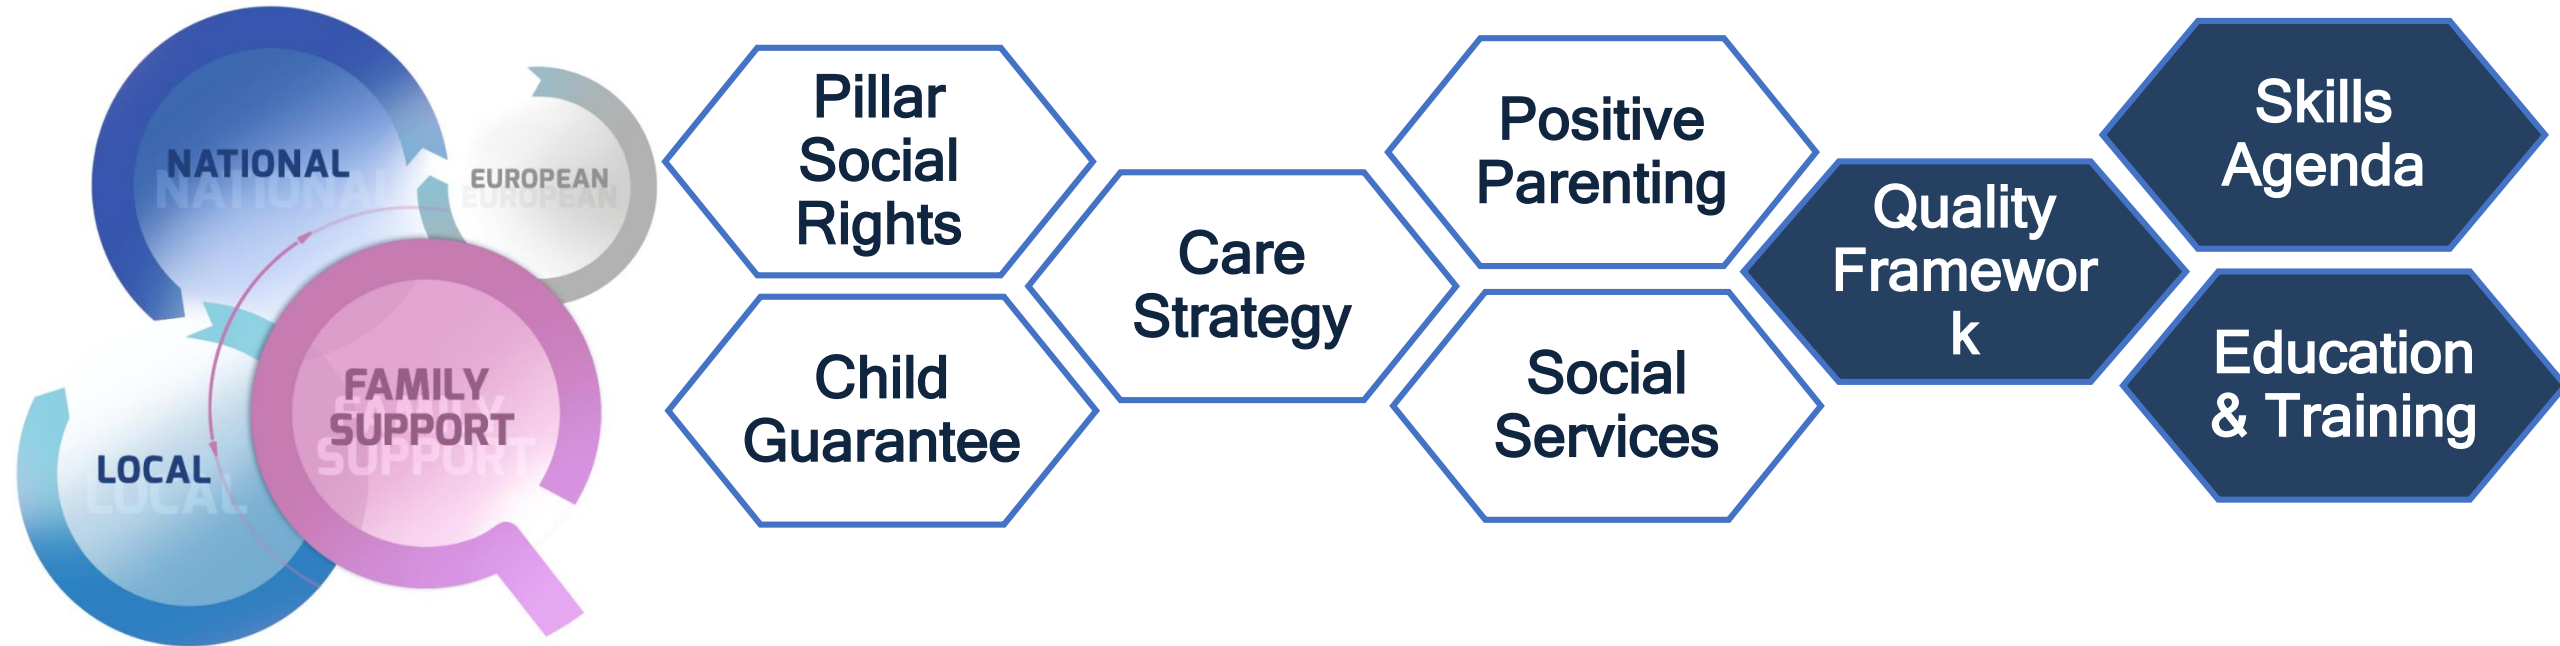 NATIONAL
EUROPEAN
FAMILY
SUPPORT
LOCAL
Pillar
Social
Rights
Child
Guarantee
Care
Strategy
Positive
Parenting
Social
Services
Quality
Framewor
k
Skills
Agenda
Education
& Training